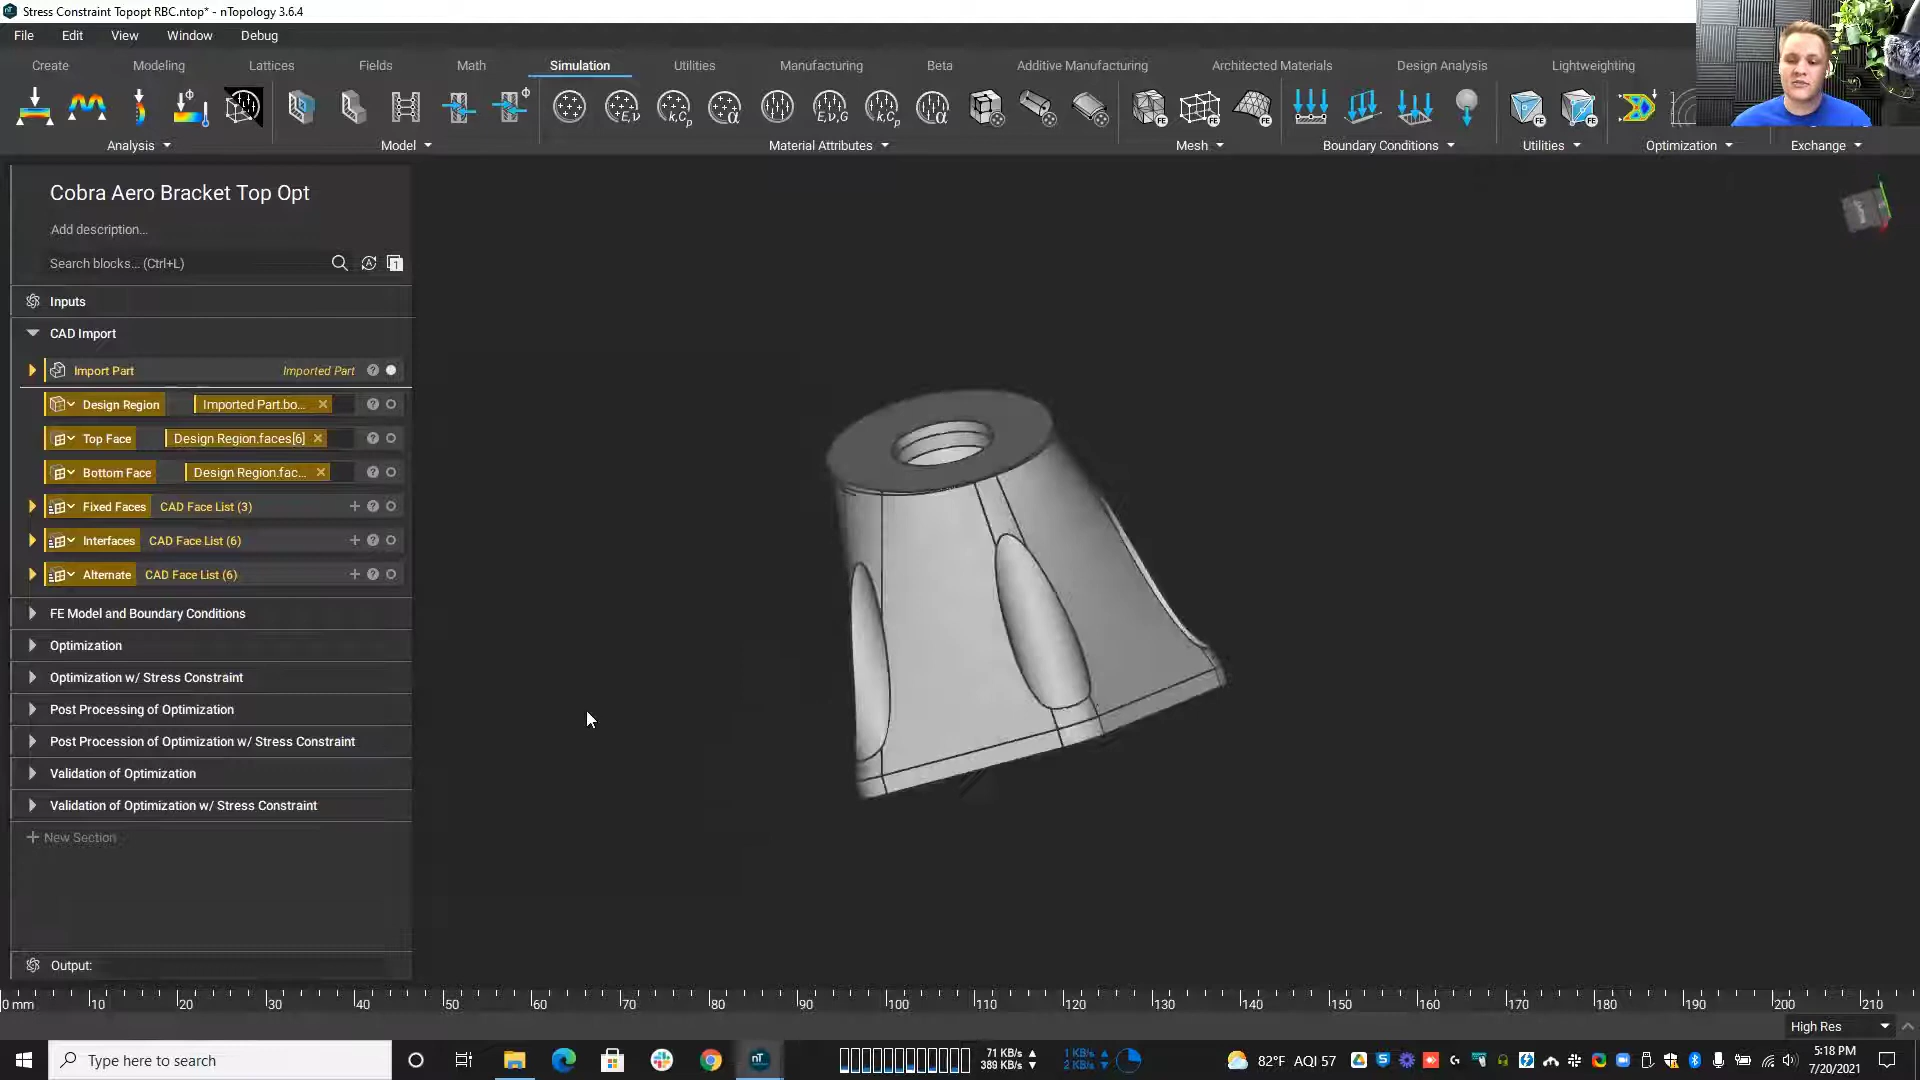 Stress Constraint Topopt RBC.ntop* - nTopology 3.6.4
File Edit View Window Debug
Create Modeling Lattices Fields Math Simulation Utilities Manufacturing Beta Additive Manufacturing Architected Materials Design Analysis Lightweighting
Analysis Model Material Attributes Mesh Boundary Conditions Utilities Optimization Exchange
Cobra Aero Bracket Top Opt
Add description...
Search blocks... (Ctrl+L)
Inputs
CAD Import
Import Part Imported Part
Design Region Imported Part.bo...
Top Face Design Region.faces[6]
Bottom Face Design Region.fac...
Fixed Faces CAD Face List (3)
Interfaces CAD Face List (6)
Alternate CAD Face List (6)
FE Model and Boundary Conditions
Optimization
Optimization w/ Stress Constraint
Post Processing of Optimization
Post Procession of Optimization w/ Stress Constraint
Validation of Optimization
Validation of Optimization w/ Stress Constraint
+ New Section
Output:
0 mm 10 20 30 40 50 60 70 80 90 100 110 120 130 140 150 160 170 180 190 200 210
High Res
Type here to search
71 KB/s 1 KB/s
389 KB/s 2 KB/s
82°F AQI 57
5:18 PM
7/20/2021